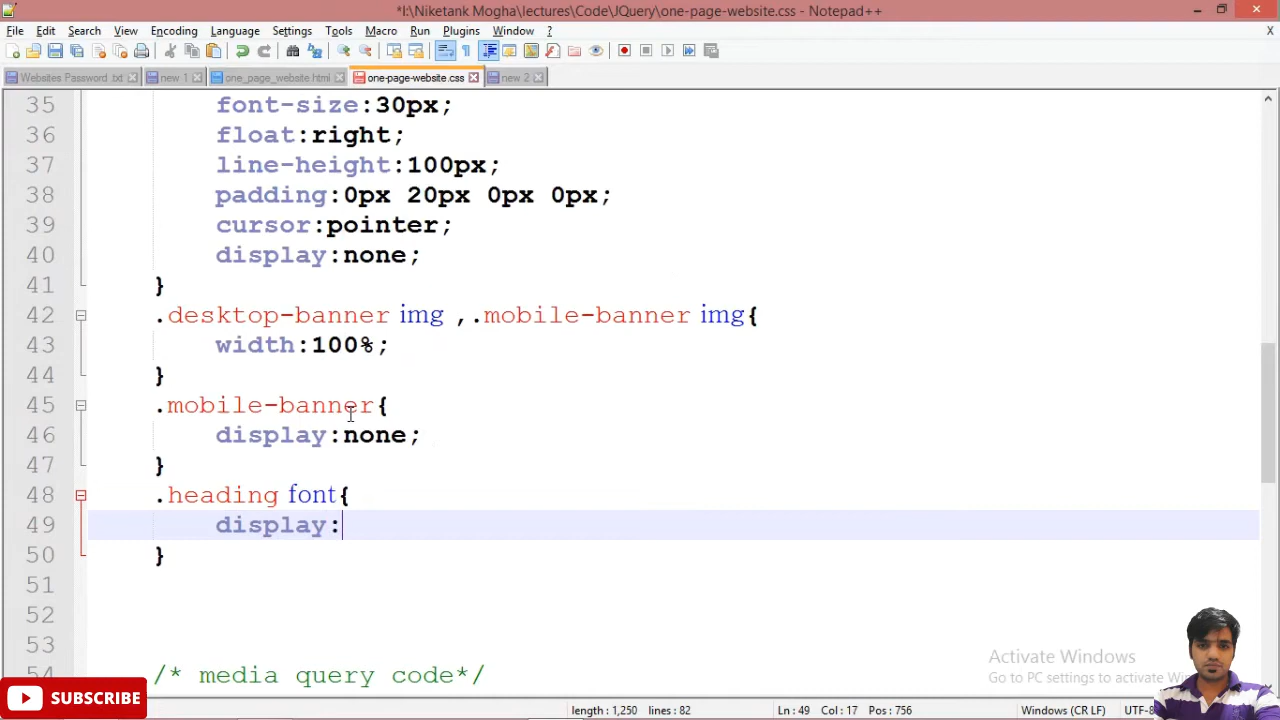 *I:\Niketank Mogha\lectures\Code\JQuery\one-page-website.css - Notepad++
File Edit Search View Encoding Language Settings Tools Macro Run Plugins Window ? X
Websites Password txt new 1 one_page_website.html one-page-website.css new 2
35 font-size:30px;
36 float:right;
37 line-height:100px;
38 padding:0px 20px 0px 0px;
39 cursor:pointer;
40 display:none;
41 }
42 .desktop-banner img ,.mobile-banner img{
43 width:100%;
44 }
45 .mobile-banner{
46 display:none;
47 }
48 .heading font{
49 display:
50 }
51
52
53
54 /* media query code*/
Activate Windows
Go to PC settings to activate Win
SUBSCRIBE
length : 1,250 lines : 82 Ln : 49 Col : 17 Pos : 756 Windows (CR LF) UTF-8